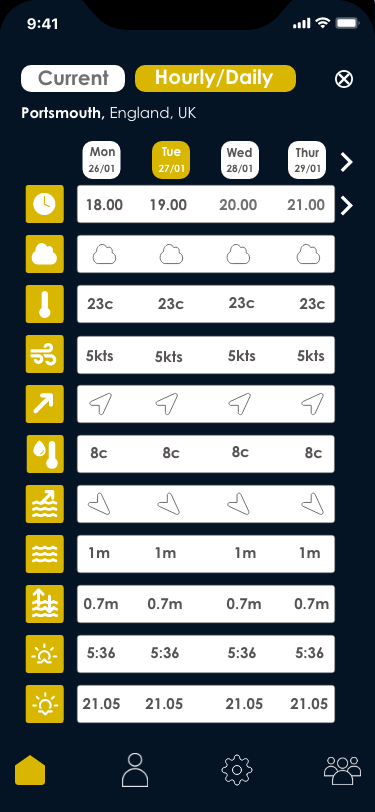 9:41
Current Hourly/Daily
Portsmouth, England, UK
Mon Tue Wed Thur
26/01 27/01 28/01 29/01
18.00 19.00 20.00 21.00
23c 23c 23c 23c
5kts 5kts 5kts 5kts
8c 8c 8c 8c
1m 1m 1m 1m
0.7m 0.7m 0.7m 0.7m
5:36 5:36 5:36 5:36
21.05 21.05 21.05 21.05